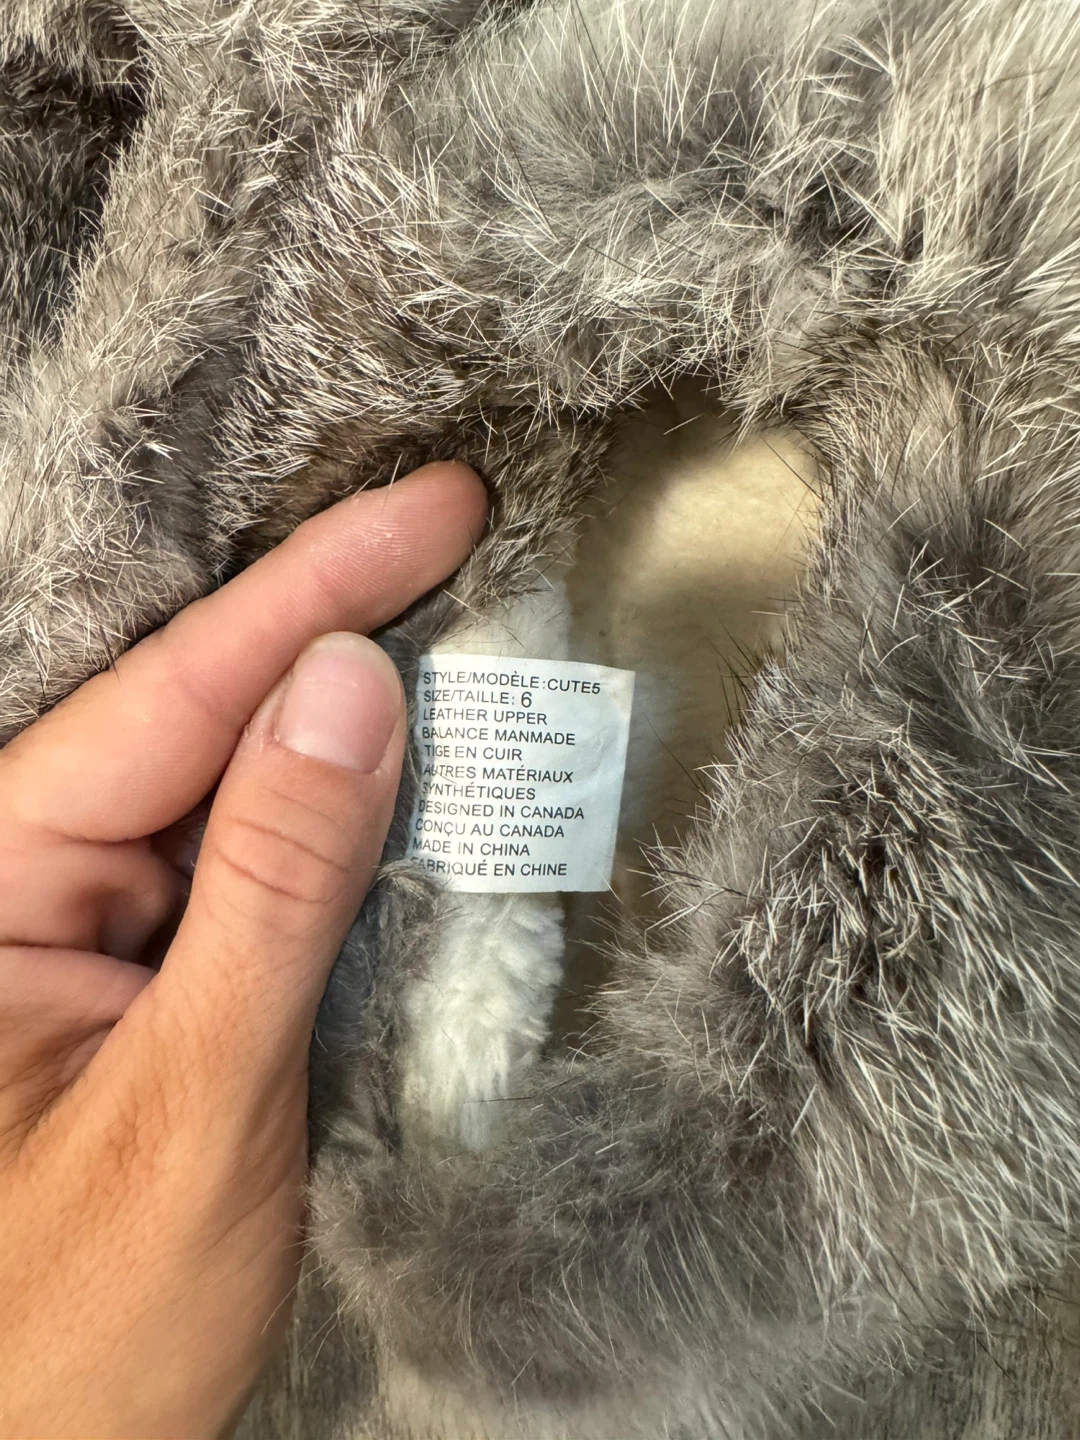 STYLE/MODÈLE:CUTE5
SIZE/TAILLE: 6
LEATHER UPPER
BALANCE MANMADE
TIGE EN CUIR
AUTRES MATÉRIAUX
SYNTHÉTIQUES
DESIGNED IN CANADA
CONÇU AU CANADA
MADE IN CHINA
FABRIQUÉ EN CHINE